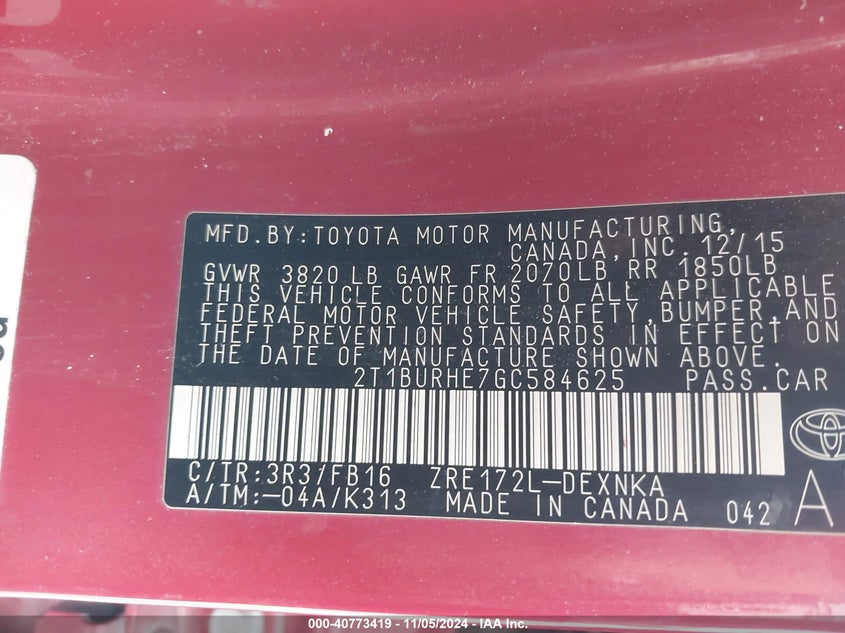 MFD.BY:TOYOTA MOTOR MANUFACTURING,
CANADA,INC. 12/15
GVWR 3820 LB GAWR FR 2070LB RR 1850LB
THIS VEHICLE CONFORMS TO ALL APPLICABLE
FEDERAL MOTOR VEHICLE SAFETY,BUMPER,AND
THEFT PREVENTION STANDARDS IN EFFECT ON
THE DATE OF MANUFACTURE SHOWN ABOVE.
2T1BURHE7GC584625 PASS.CAR
C/TR:3R3/FB16 ZRE172L-DEXNKA
A/TM:-04A/K313 MADE IN CANADA 042 A
000-40773419 - 11/05/2024 - IAA Inc.